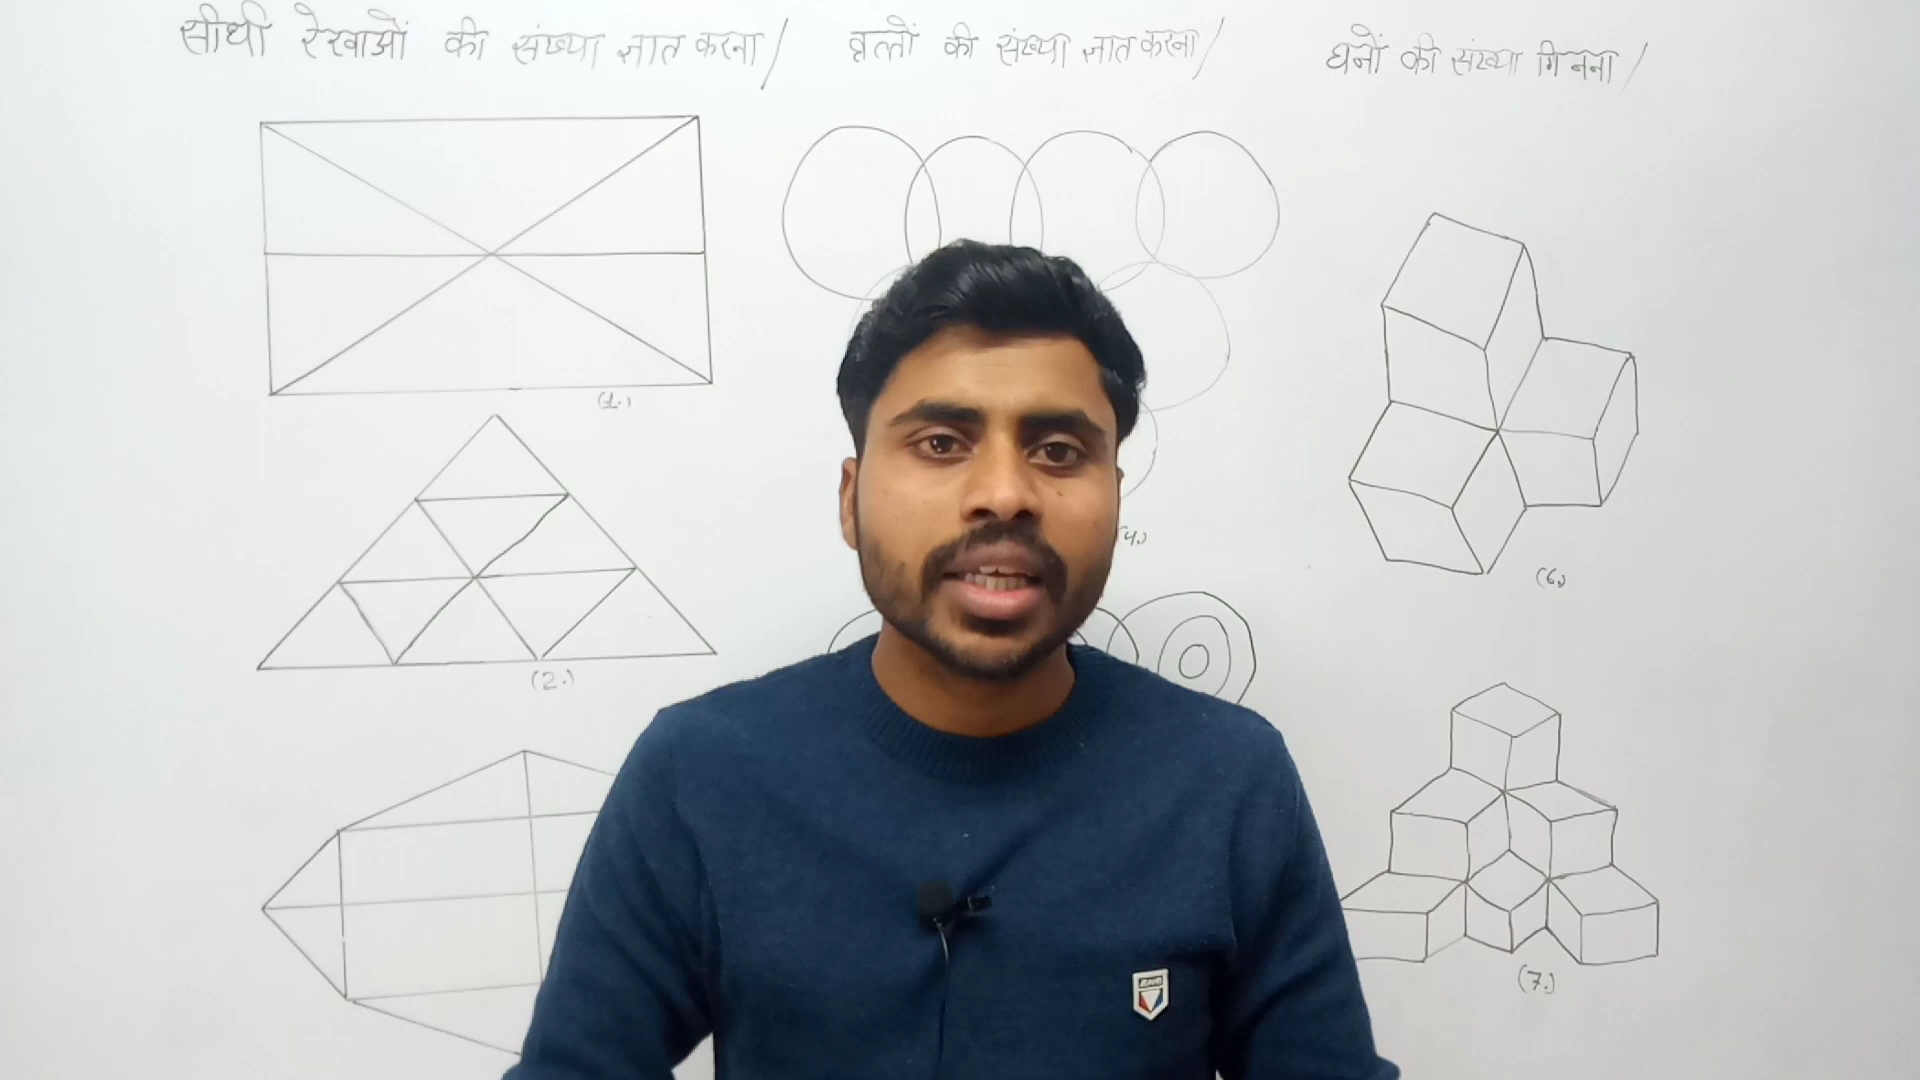 सीधी रेखाओं की संख्या ज्ञात करना /
वृत्तों की संख्या ज्ञात करना /
घनों की संख्या गिनना /
(1.)
(2.)
(4.)
(6.)
(7.)